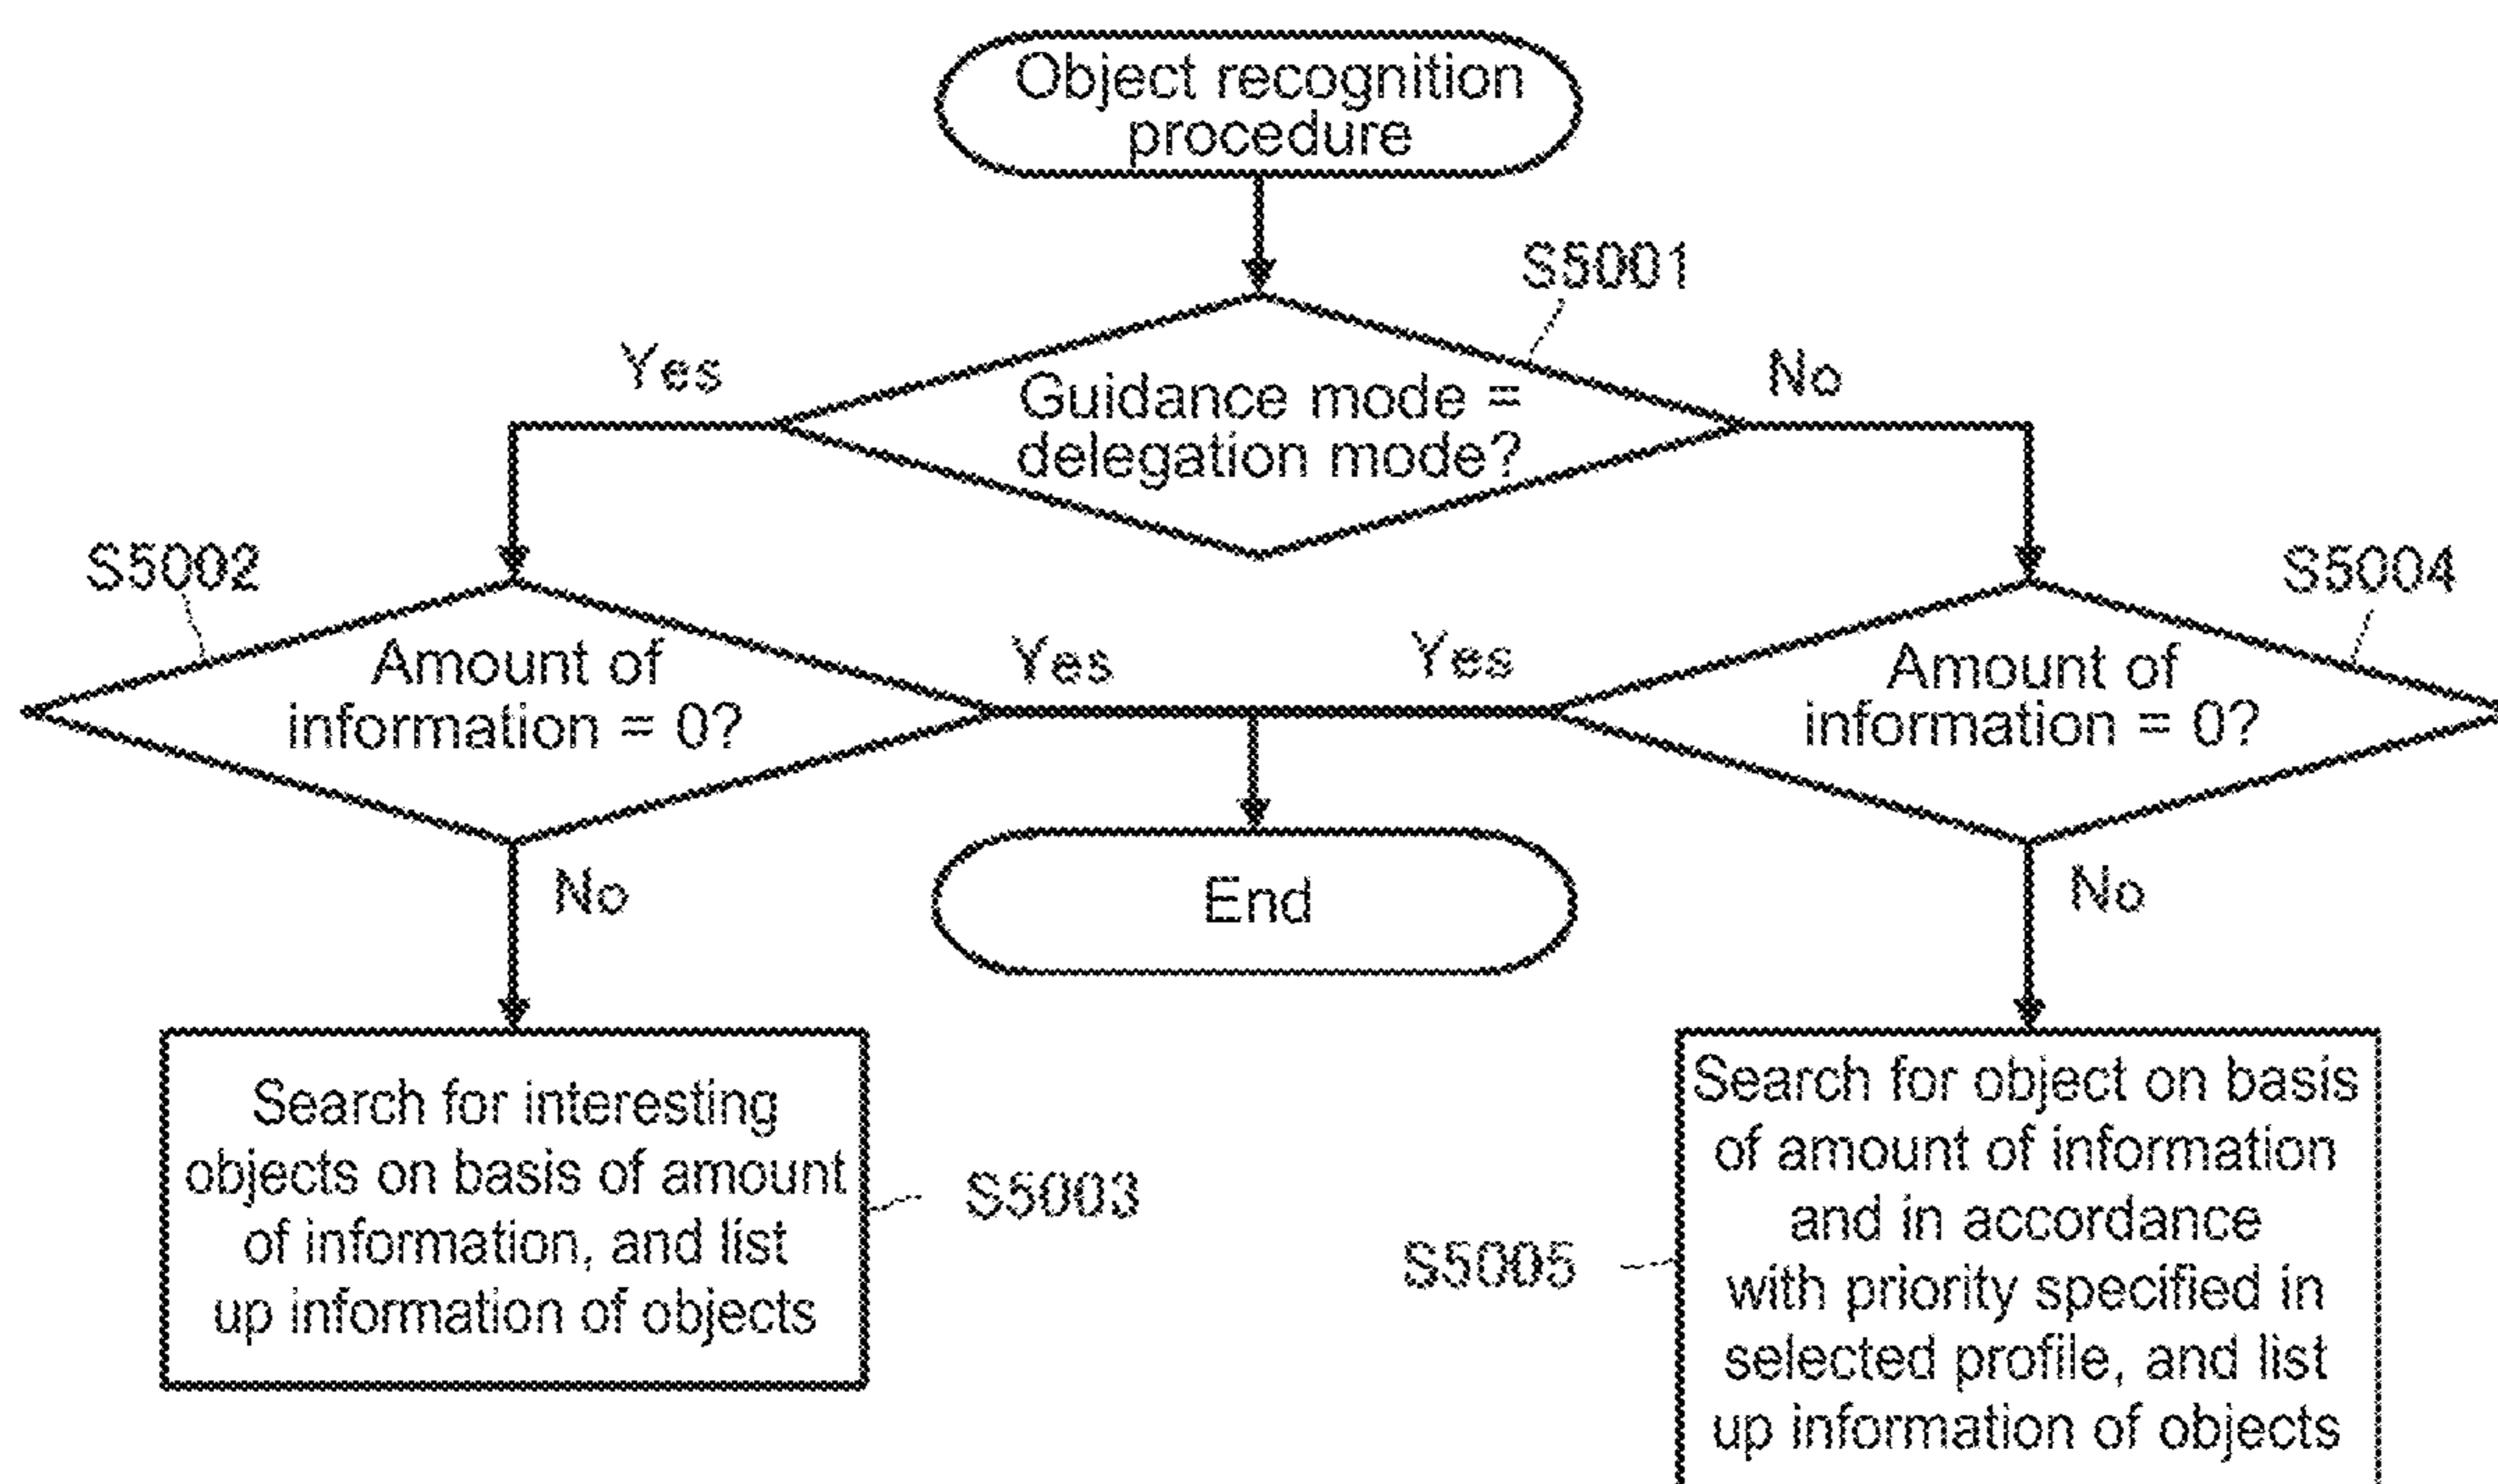 Object recognition
procedure
S5001
Yes
No
Guidance mode =
delegation mode?
S5002
S5004
Yes
Yes
Amount of
information = 0?
Amount of
information = 0?
No
End
No
Search for interesting
objects on basis of amount
of information, and list
up information of objects
S5003
Search for object on basis
of amount of information
and in accordance
with priority specified in
selected profile, and list
up information of objects
S5005